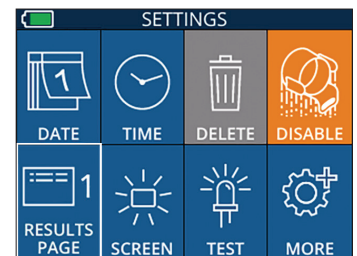 SETTINGS
1
DATE
TIME
DELETE
DISABLE
1
RESULTS
PAGE
SCREEN
TEST
MORE